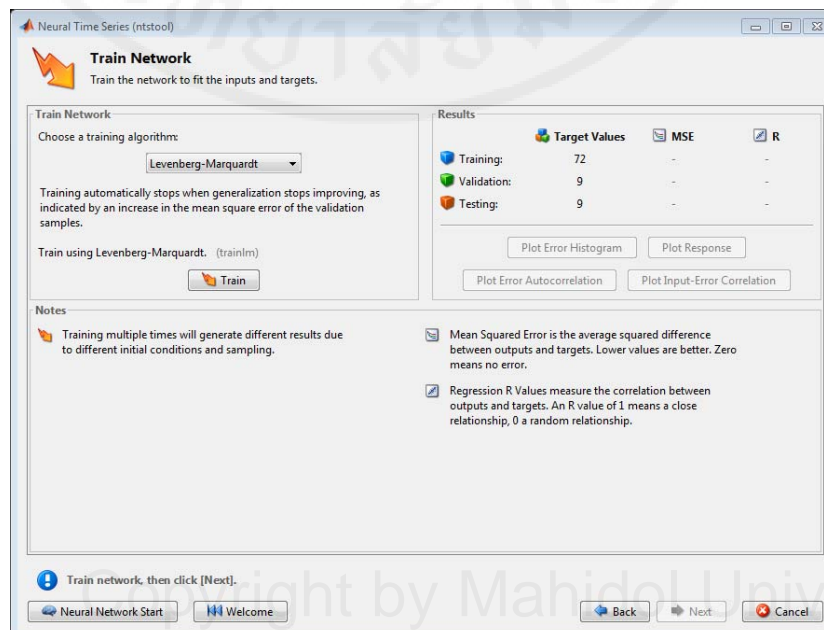 Neural Time Series (ntstool)
Train Network
Train the network to fit the inputs and targets.
Train Network
Choose a training algorithm:
Levenberg-Marquardt
Training automatically stops when generalization stops improving, as
indicated by an increase in the mean square error of the validation
samples.
Train using Levenberg-Marquardt. (trainlm)
Train
Results
Target Values MSE R
Training: 72 - -
Validation: 9 - -
Testing: 9 - -
Plot Error Histogram Plot Response
Plot Error Autocorrelation Plot Input-Error Correlation
Notes
Training multiple times will generate different results due
to different initial conditions and sampling.
Mean Squared Error is the average squared difference
between outputs and targets. Lower values are better. Zero
means no error.
Regression R Values measure the correlation between
outputs and targets. An R value of 1 means a close
relationship, 0 a random relationship.
Train network, then click [Next].
Neural Network Start Welcome Back Next Cancel
Copyright by Mahidol Univ